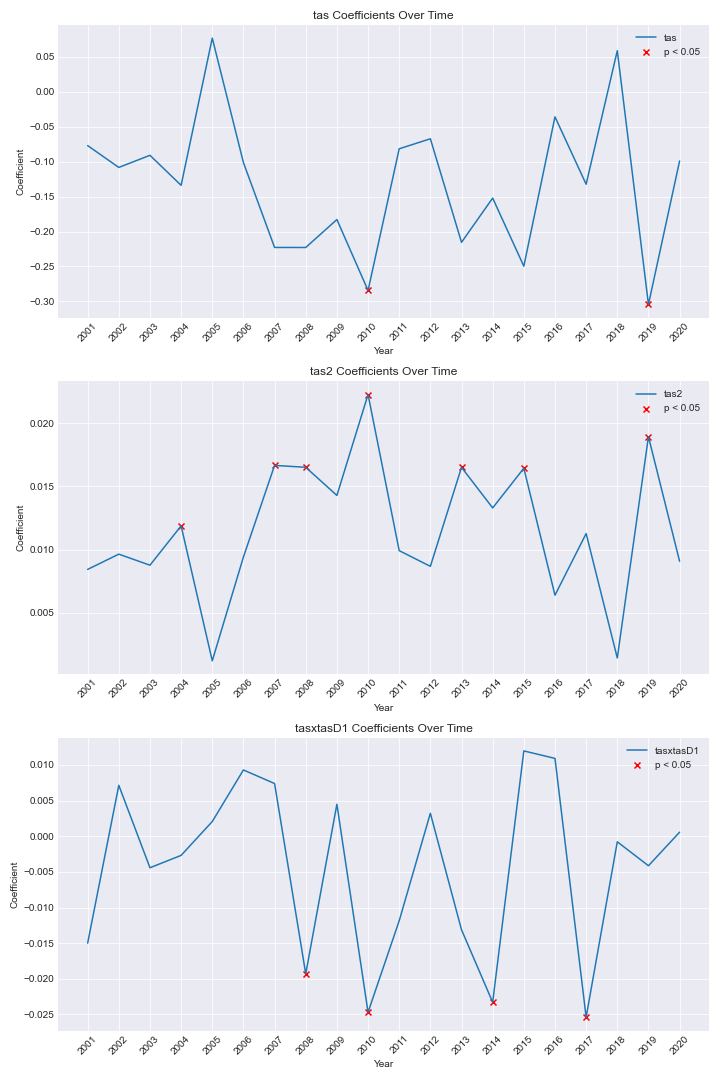 tas Coefficients Over Time
tas
p < 0.05
0.05
0.00
−0.05
−0.10
−0.15
−0.20
−0.25
−0.30
Coefficient
2001 2002 2003 2004 2005 2006 2007 2008 2009 2010 2011 2012 2013 2014 2015 2016 2017 2018 2019 2020
Year
tas2 Coefficients Over Time
tas2
p < 0.05
0.020
0.015
0.010
0.005
Coefficient
2001 2002 2003 2004 2005 2006 2007 2008 2009 2010 2011 2012 2013 2014 2015 2016 2017 2018 2019 2020
Year
tasxtasD1 Coefficients Over Time
tasxtasD1
p < 0.05
0.010
0.005
0.000
−0.005
−0.010
−0.015
−0.020
−0.025
Coefficient
2001 2002 2003 2004 2005 2006 2007 2008 2009 2010 2011 2012 2013 2014 2015 2016 2017 2018 2019 2020
Year